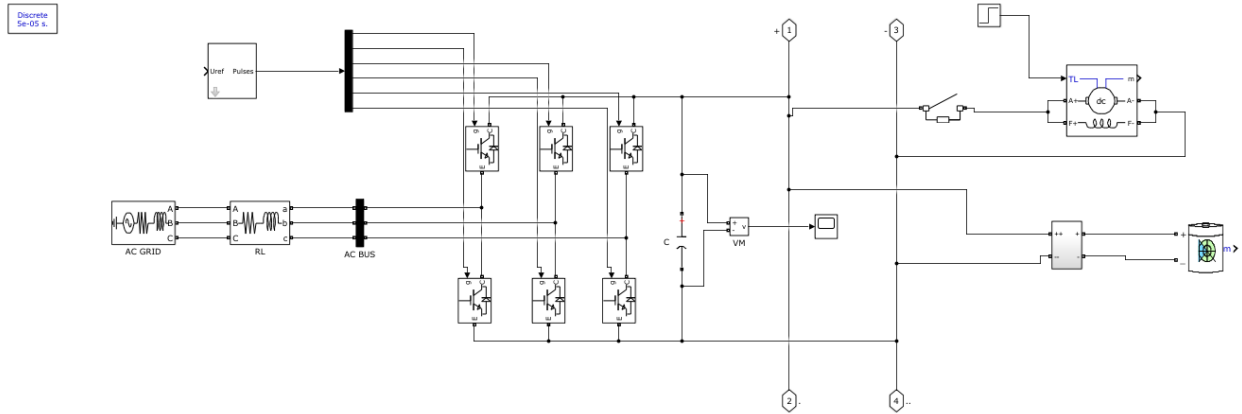 Discrete
5e-05 s.
Uref
Pulses
+ 1
- 3
TL
m
A+
dc
A-
F+
F-
g C
g C
g C
E
E
E
A
B
C
AC GRID
A
B
C
a
b
c
RL
AC BUS
C
+
+
-
v
VM
++
--
+
-
+
_
m
g C
g C
g C
E
E
E
2 .
4 ..